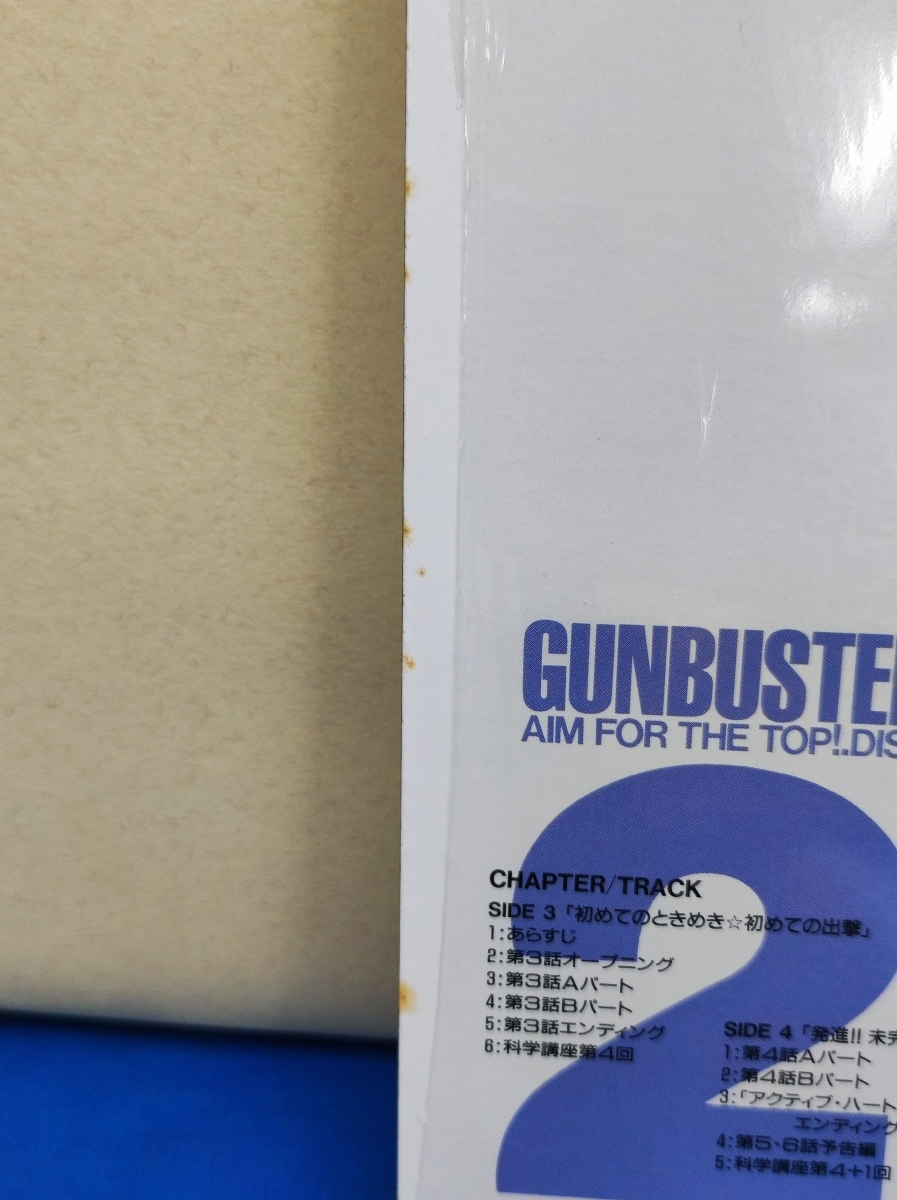 GUNBUSTE
AIM FOR THE TOP!.DIS
2
CHAPTER/TRACK
SIDE 3「初めてのときめき☆初めての出撃」
1:あらすじ
2:第3話オープニング
3:第3話Aパート
4:第3話Bパート
5:第3話エンディング
6:科学講座第4回
SIDE 4「発進!! 未完
1:第4話Aパート
2:第4話Bパート
3:「アクティブ・ハート
エンディング
4:第5・6話予告編
5:科学講座第4+1回